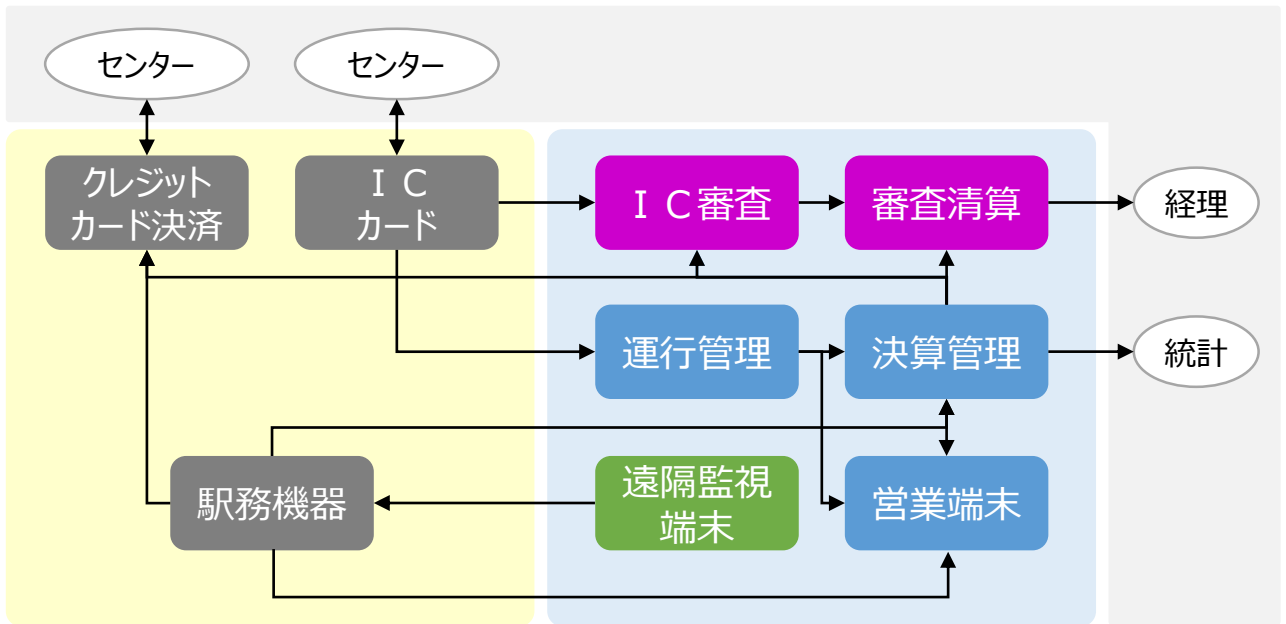 センター
センター
クレジット
カード決済
ＩＣ
カード
ＩＣ審査
審査清算
経理
運行管理
決算管理
統計
駅務機器
遠隔監視
端末
営業端末